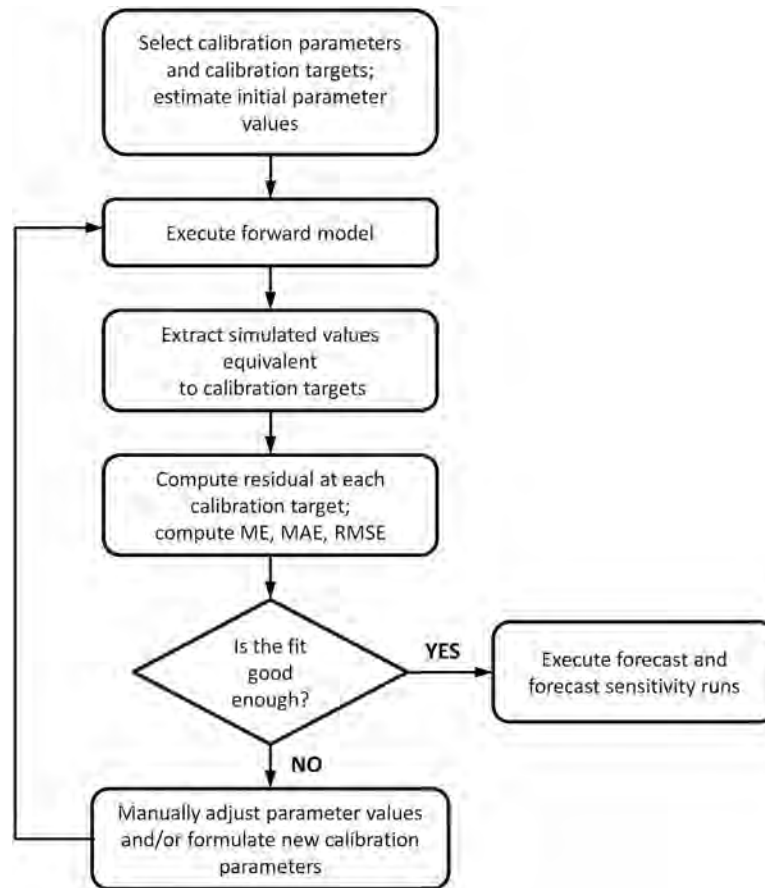 Select calibration parameters
and calibration targets;
estimate initial parameter
values
Execute forward model
Extract simulated values
equivalent
to calibration targets
Compute residual at each
calibration target;
compute ME, MAE, RMSE
Is the fit
good
enough?
YES
Execute forecast and
forecast sensitivity runs
NO
Manually adjust parameter values
and/or formulate new calibration
parameters